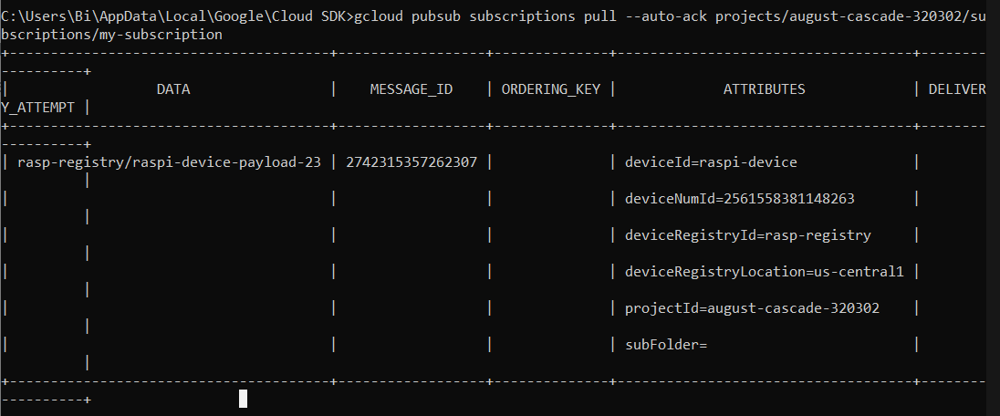 C:\Users\Bi\AppData\Local\Google\Cloud SDK>gcloud pubsub subscriptions pull --auto-ack projects/august-cascade-320302/su
bscriptions/my-subscription
+-----------------------------------+-----------------+--------------+---------------------------------+--------
----------+
| DATA | MESSAGE_ID | ORDERING_KEY | ATTRIBUTES | DELIVER
Y_ATTEMPT |
+-----------------------------------+-----------------+--------------+---------------------------------+--------
----------+
| rasp-registry/raspi-device-payload-23 | 2742315357262307 | | deviceId=raspi-device |
|
| | | | deviceNumId=2561558381148263 |
|
| | | | deviceRegistryId=rasp-registry |
|
| | | | deviceRegistryLocation=us-central1 |
|
| | | | projectId=august-cascade-320302 |
|
| | | | subFolder= |
|
+-----------------------------------+-----------------+--------------+---------------------------------+--------
----------+